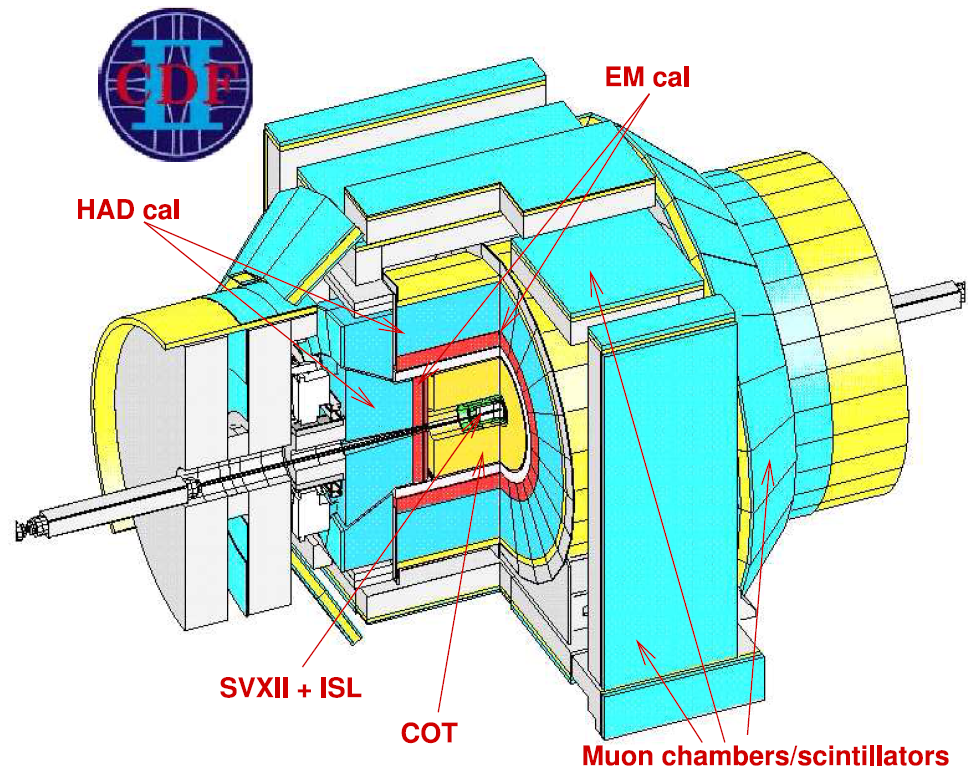 II
CDF
EM cal
HAD cal
SVXII + ISL
COT
Muon chambers/scintillators